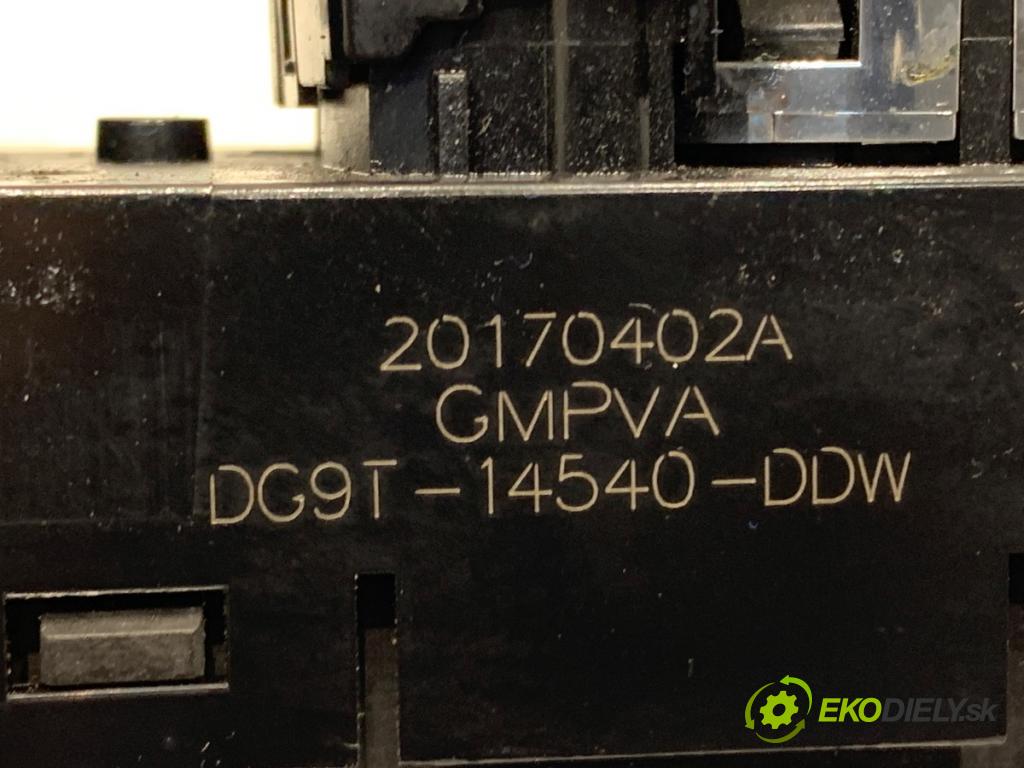 20170402A
GMPVA
DG9T-14540-DDW
EKODIELY.sk